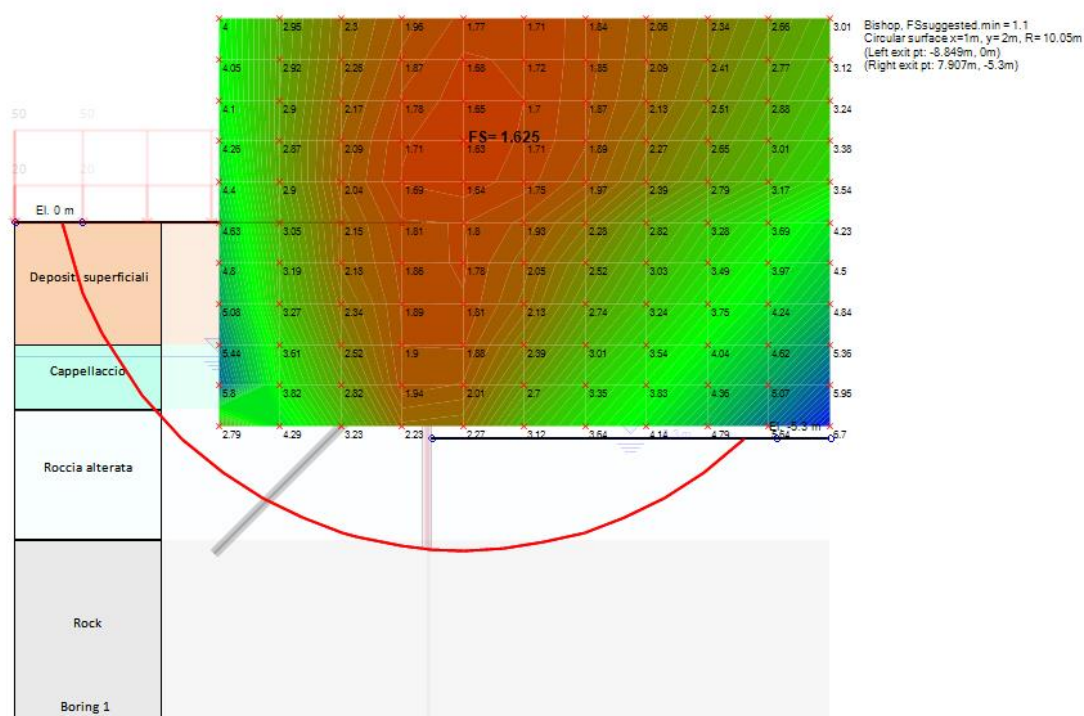 4 2.95 2.3 1.96 1.77 1.71 1.84 2.06 2.34 2.66 3.01
Bishop, FSsuggested.min = 1.1
Circular surface x=1m, y= 2m, R= 10.05m
(Left exit pt: -8.849m, 0m)
(Right exit pt: 7.907m, -5.3m)
4.05 2.92 2.26 1.87 1.68 1.72 1.85 2.09 2.41 2.77 3.12
4.1 2.9 2.17 1.78 1.65 1.7 1.87 2.13 2.51 2.88 3.24
50 50
FS= 1.625
4.26 2.87 2.09 1.71 1.63 1.71 1.89 2.27 2.65 3.01 3.38
20 20
4.4 2.9 2.04 1.69 1.64 1.75 1.97 2.39 2.79 3.17 3.54
El. 0 m
4.63 3.05 2.15 1.81 1.8 1.93 2.28 2.82 3.28 3.69 4.23
4.8 3.19 2.18 1.86 1.78 2.05 2.52 3.03 3.49 3.97 4.5
Depositi superficiali
5.08 3.27 2.34 1.89 1.81 2.13 2.74 3.24 3.75 4.24 4.84
5.44 3.61 2.52 1.9 1.88 2.39 3.01 3.54 4.04 4.62 5.35
Cappellaccio
5.8 3.82 2.82 1.94 2.01 2.7 3.35 3.83 4.36 5.07 5.95
El. -5.3 m
2.79 4.29 3.23 2.23 2.27 3.12 3.64 4.14 4.79 5.64 6.7
Roccia alterata
Rock
Boring 1